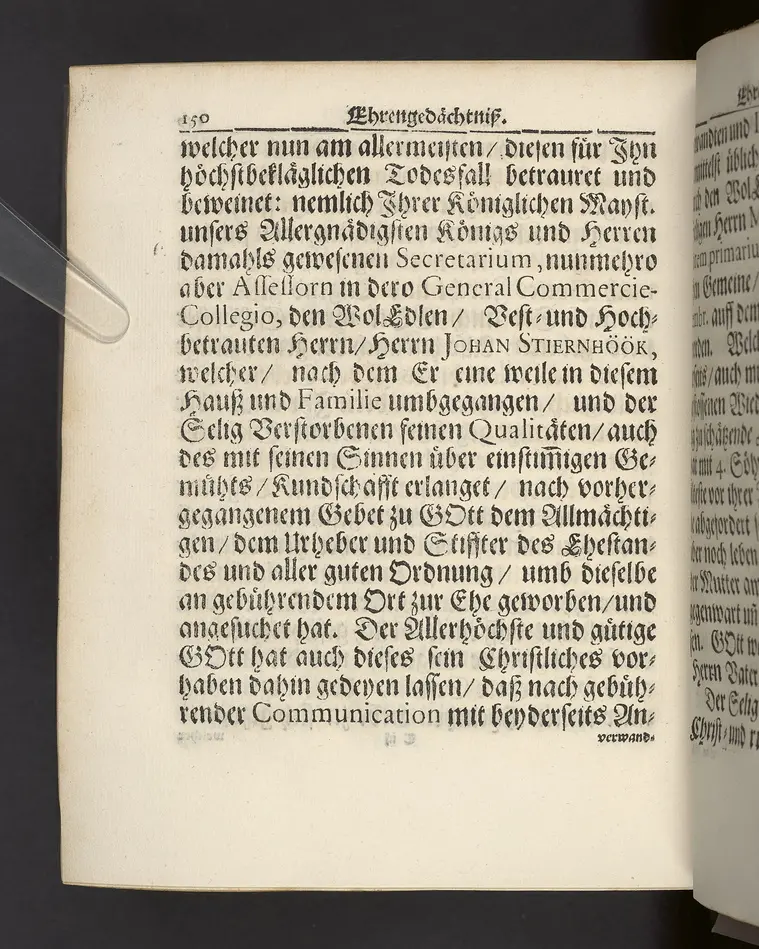 150 Ehrengedächtniß.
welcher nun am allermeisten / diesen für Ihn
höchstbekläglichen Todesfall betrauret und
beweinet: nemlich Ihrer Königlichen Mayst.
unsers Allergnädigsten Königs und Herren
damahls gewesenen Secretarium, nunmehro
aber Assessorn in dero General Commercie-
Collegio, den WolEdlen / Vest- und Hoch-
betrauten Herrn / Herrn JOHAN STIERNHÖÖK,
welcher / nach dem Er eine weile in diesem
Hauß und Familie umbgegangen / und der
Selig Verstorbenen seinen Qualitäten / auch
des mit seinen Sinnen über einstim̅igen Ge-
mühts / Kundschafft erlanget / nach vorher-
gegangenem Gebet zu GOtt dem Allmächti-
gen / dem Urheber und Stiffter des Ehestan-
des und aller guten Ordnung / umb dieselbe
an gebührendem Ort zur Ehe geworben / und
angesuchet hat. Der Allerhöchste und gütige
GOtt hat auch dieses sein Christliches vor-
haben dahin gedeyen lassen / daß nach gebüh-
render Communication mit beyderseits An-
verwand-